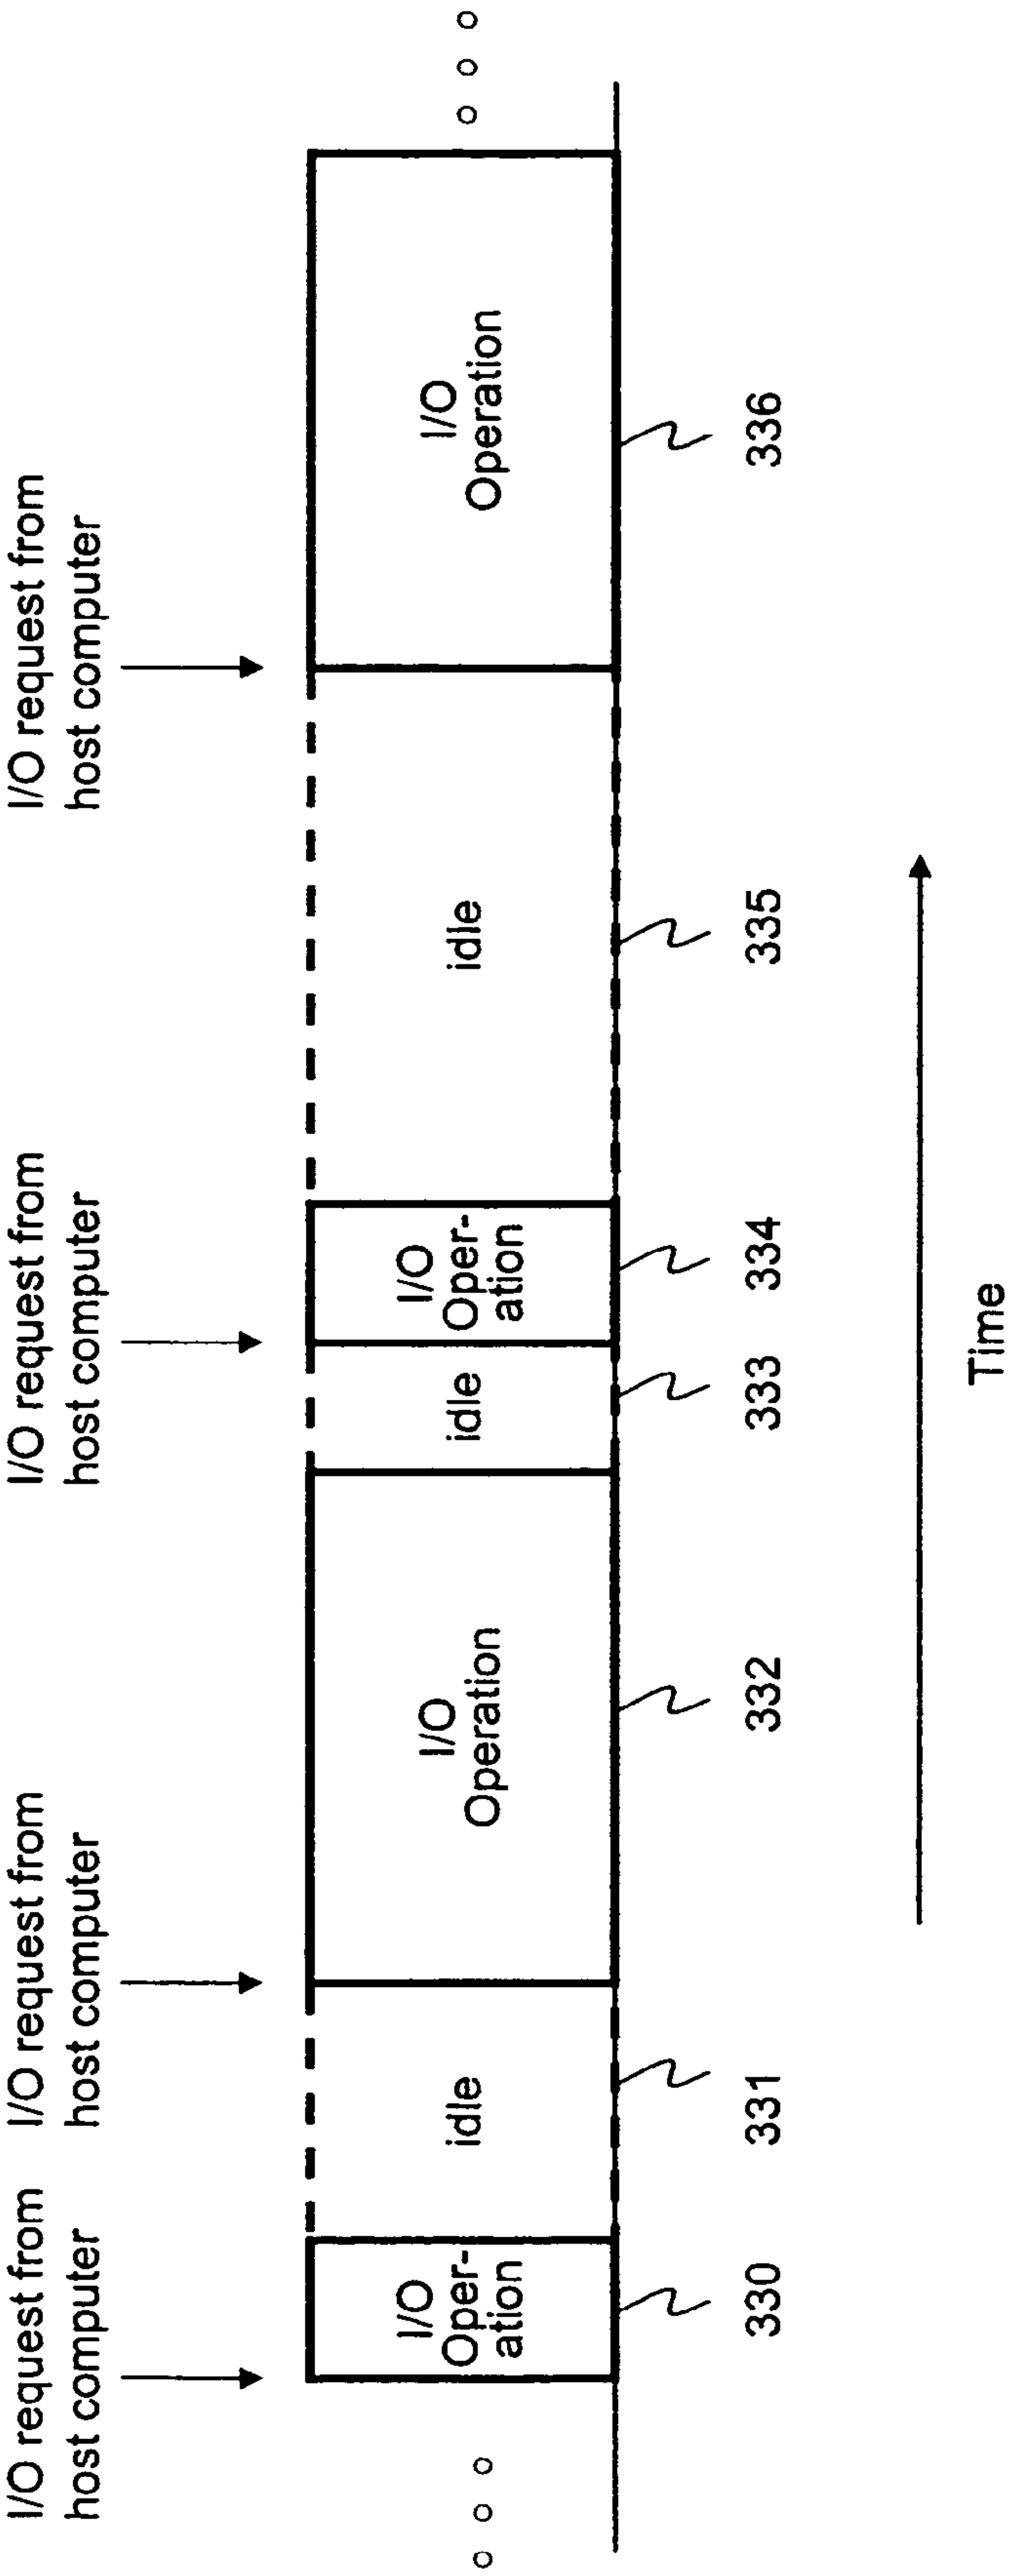 I/O request from
host computer
I/O request from
host computer
I/O request from
host computer
I/O request from
host computer
I/O
Oper-
ation
idle
I/O
Operation
idle
I/O
Oper-
ation
idle
I/O
Operation
330
331
332
333
334
335
336
Time